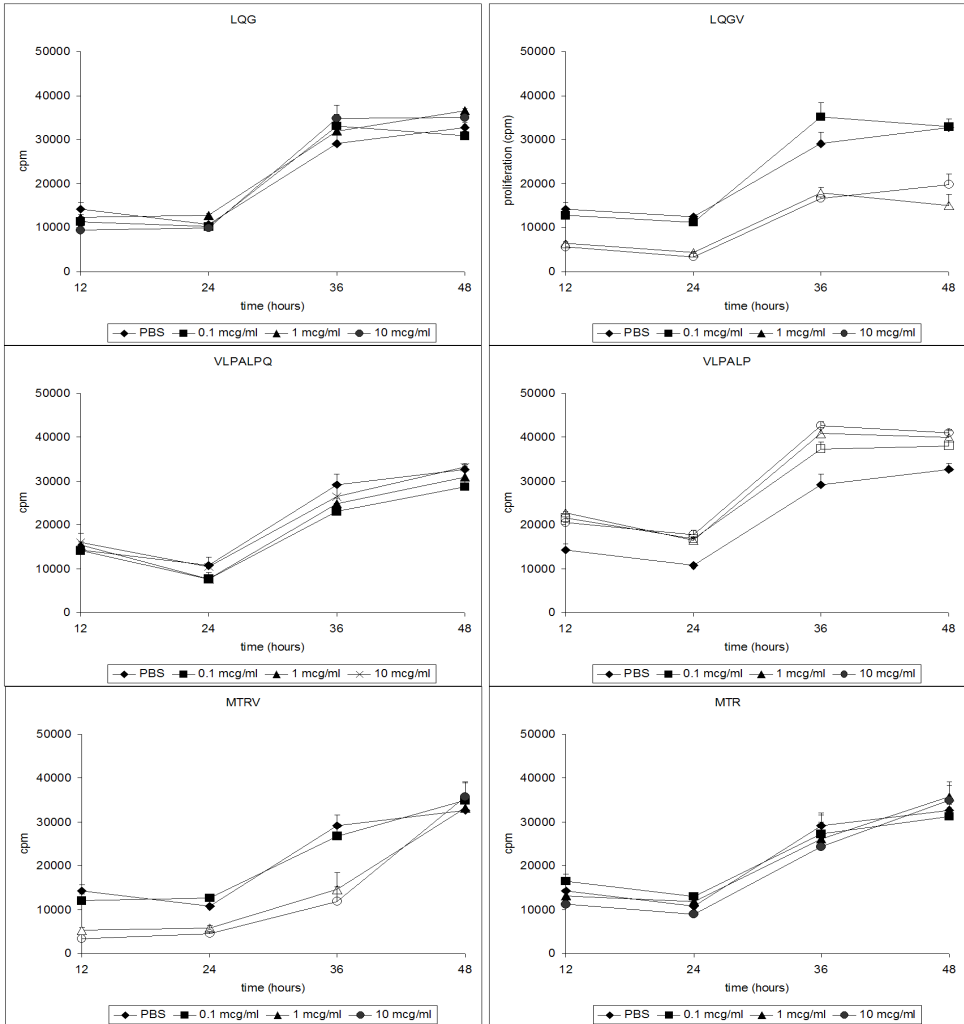 LQG
50000
40000
30000
20000
10000
0
cpm
12 24 36 48
time (hours)
PBS 0.1 mcg/ml 1 mcg/ml 10 mcg/ml
LQGV
50000
40000
30000
20000
10000
0
proliferation (cpm)
12 24 36 48
time (hours)
PBS 0.1 mcg/ml 1 mcg/ml 10 mcg/ml
VLPALPQ
50000
40000
30000
20000
10000
0
cpm
12 24 36 48
time (hours)
PBS 0.1 mcg/ml 1 mcg/ml 10 mcg/ml
VLPALP
50000
40000
30000
20000
10000
0
cpm
12 24 36 48
time (hours)
PBS 0.1 mcg/ml 1 mcg/ml 10 mcg/ml
MTRV
50000
40000
30000
20000
10000
0
cpm
12 24 36 48
time (hours)
PBS 0.1 mcg/ml 1 mcg/ml 10 mcg/ml
MTR
50000
40000
30000
20000
10000
0
cpm
12 24 36 48
time (hours)
PBS 0.1 mcg/ml 1 mcg/ml 10 mcg/ml